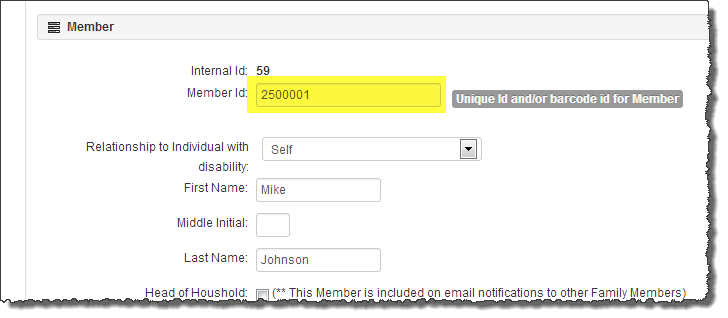 Member
Internal Id: 59
Member Id: 2500001 Unique Id and/or barcode id for Member
Relationship to Individual with
disability: Self
First Name: Mike
Middle Initial:
Last Name: Johnson
Head of Houshold: (** This Member is included on email notifications to other Family Members)